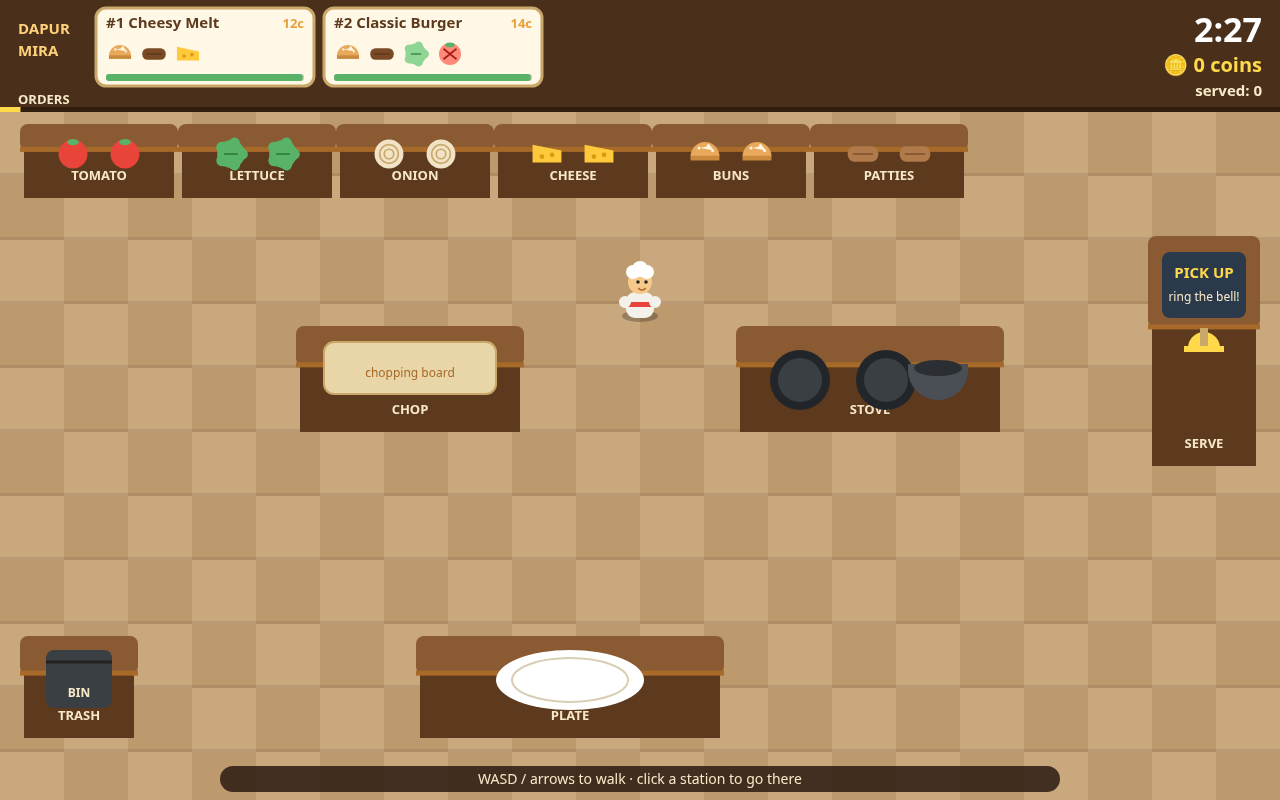 DAPUR
MIRA
ORDERS
#1 Cheesy Melt 12c
#2 Classic Burger 14c
2:27
0 coins
served: 0
TOMATO
LETTUCE
ONION
CHEESE
BUNS
PATTIES
PICK UP
ring the bell!
chopping board
CHOP
STOVE
SERVE
BIN
TRASH
PLATE
WASD / arrows to walk · click a station to go there